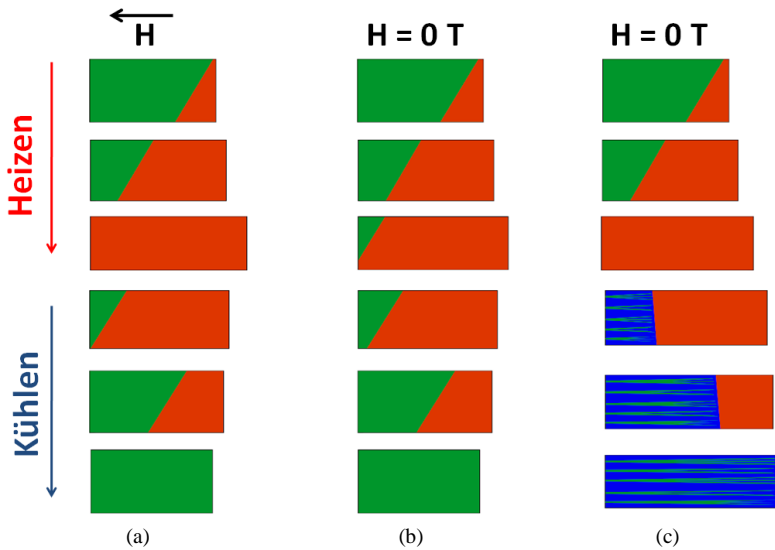 H
H = 0 T
H = 0 T
Heizen
Kühlen
(a)
(b)
(c)